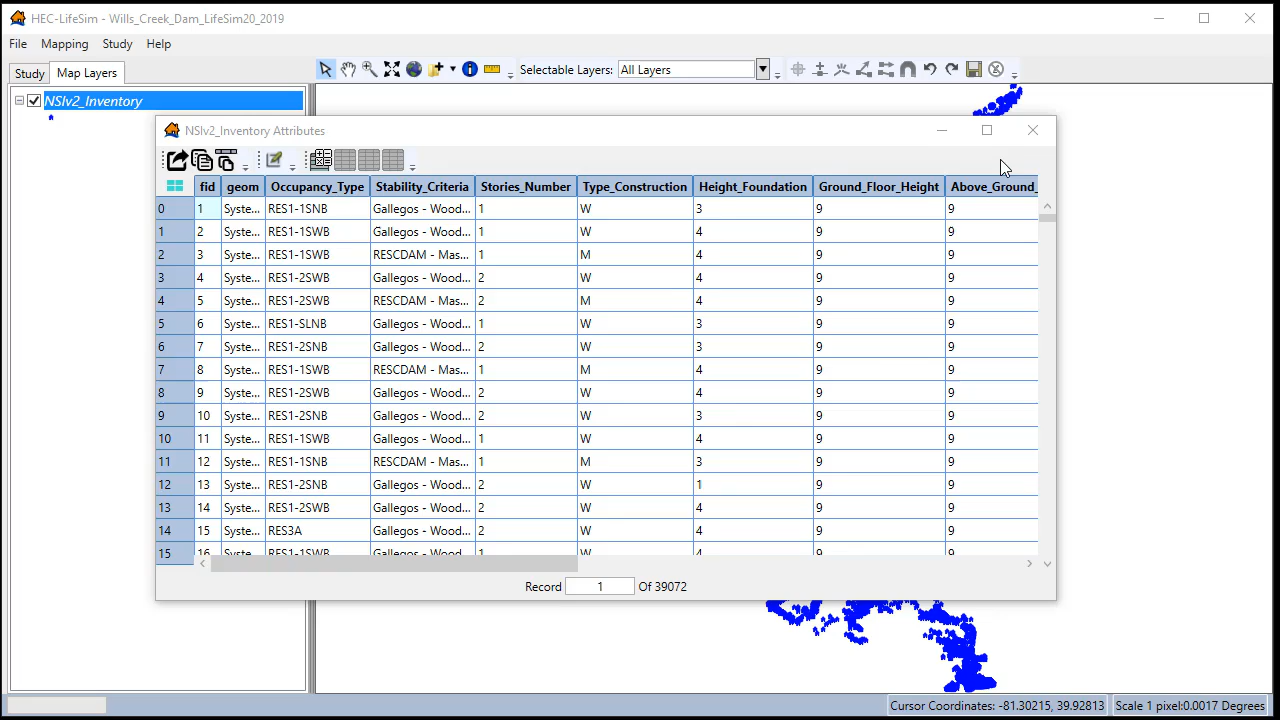 HEC-LifeSim - Wills_Creek_Dam_LifeSim20_2019
File Mapping Study Help
Study Map Layers Selectable Layers: All Layers
NSIv2_Inventory
NSIv2_Inventory Attributes
fid geom Occupancy_Type Stability_Criteria Stories_Number Type_Construction Height_Foundation Ground_Floor_Height Above_Ground_
0 1 Syste... RES1-1SNB Gallegos - Wood... 1 W 3 9 9
1 2 Syste... RES1-1SWB Gallegos - Wood... 1 W 4 9 9
2 3 Syste... RES1-1SWB RESCDAM - Mas... 1 M 4 9 9
3 4 Syste... RES1-2SWB Gallegos - Wood... 2 W 4 9 9
4 5 Syste... RES1-2SWB RESCDAM - Mas... 2 M 4 9 9
5 6 Syste... RES1-SLNB Gallegos - Wood... 1 W 3 9 9
6 7 Syste... RES1-2SNB Gallegos - Wood... 2 W 3 9 9
7 8 Syste... RES1-1SWB RESCDAM - Mas... 1 M 4 9 9
8 9 Syste... RES1-2SWB Gallegos - Wood... 2 W 4 9 9
9 10 Syste... RES1-2SNB Gallegos - Wood... 2 W 3 9 9
10 11 Syste... RES1-1SWB Gallegos - Wood... 1 W 4 9 9
11 12 Syste... RES1-1SNB RESCDAM - Mas... 1 M 3 9 9
12 13 Syste... RES1-2SNB Gallegos - Wood... 2 W 1 9 9
13 14 Syste... RES1-2SWB Gallegos - Wood... 2 W 4 9 9
14 15 Syste... RES3A Gallegos - Wood... 2 W 4 9 9
15 16 Syste... RES1-1SWB Gallegos - Wood... 1 W 4 9 9
Record 1 Of 39072
Cursor Coordinates: -81.30215, 39.92813 Scale 1 pixel:0.0017 Degrees